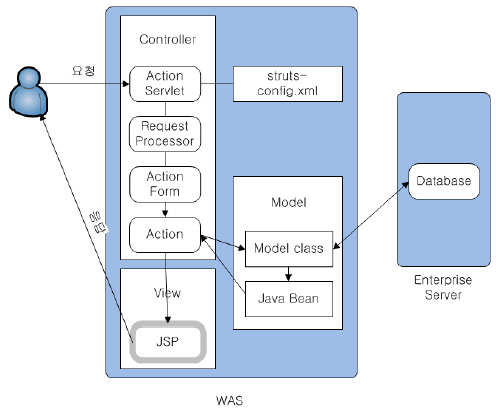 Controller
요청
Action
Servlet
struts-
config.xml
Request
Processor
Action
Form
Action
Model
Model class
Java Bean
Database
Enterprise
Server
응답
View
JSP
WAS